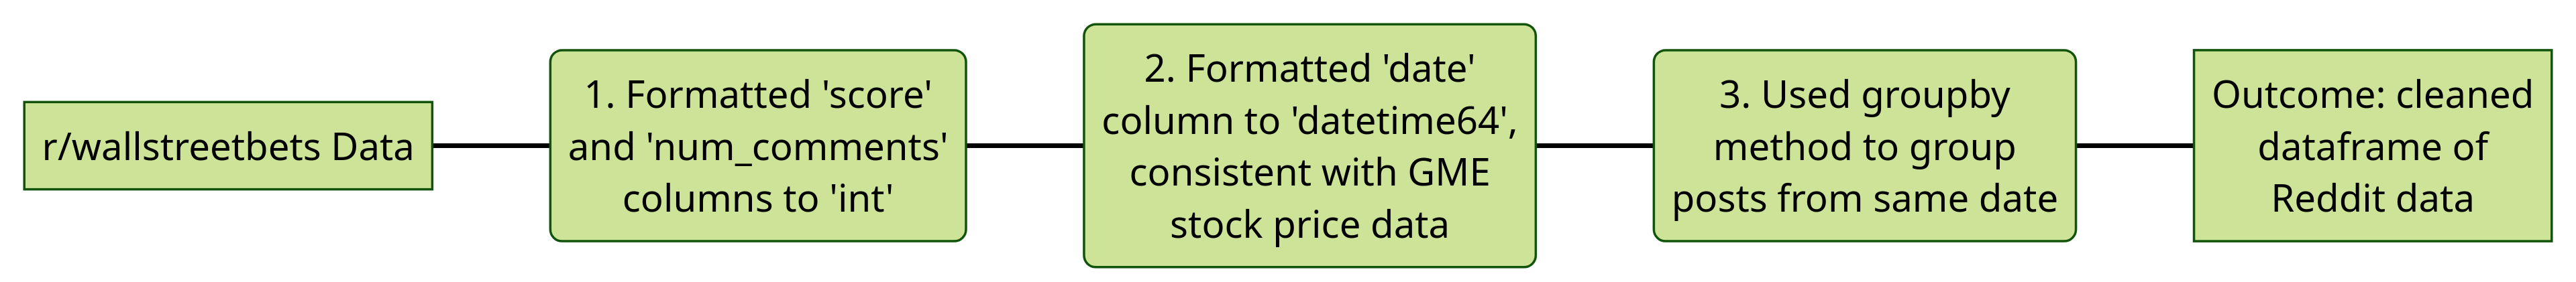 r/wallstreetbets Data
1. Formatted 'score'
and 'num_comments'
columns to 'int'
2. Formatted 'date'
column to 'datetime64',
consistent with GME
stock price data
3. Used groupby
method to group
posts from same date
Outcome: cleaned
dataframe of
Reddit data